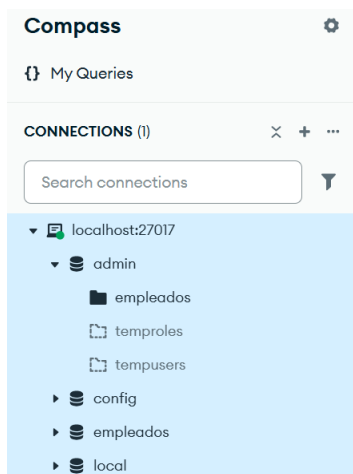 Compass
{} My Queries
CONNECTIONS (1)
Search connections
localhost:27017
admin
empleados
temproles
tempusers
config
empleados
local